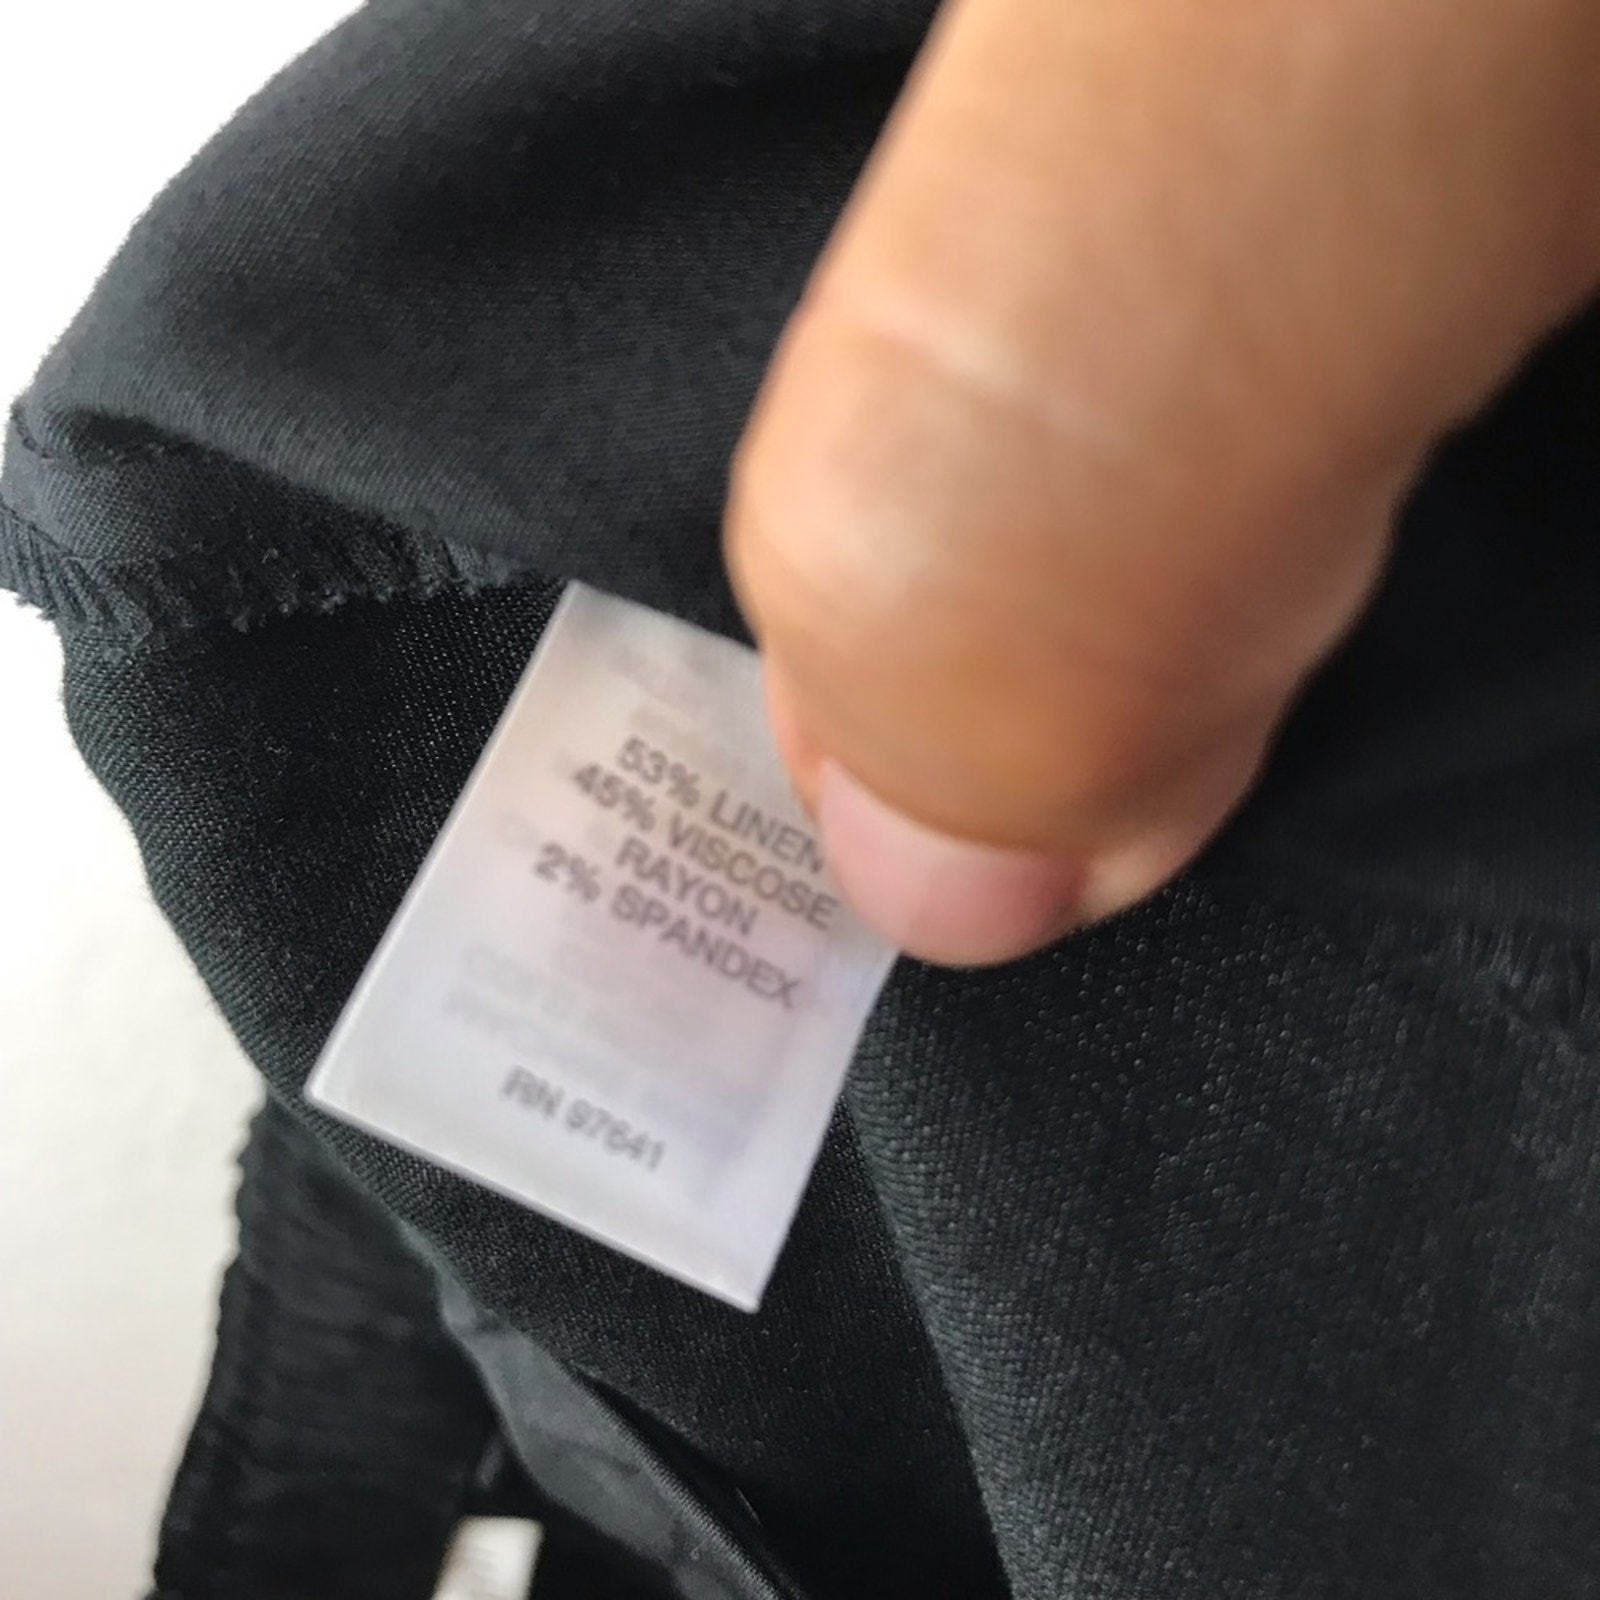 53% LINEN
45% VISCOSE
RAYON
2% SPANDEX
RN 97641